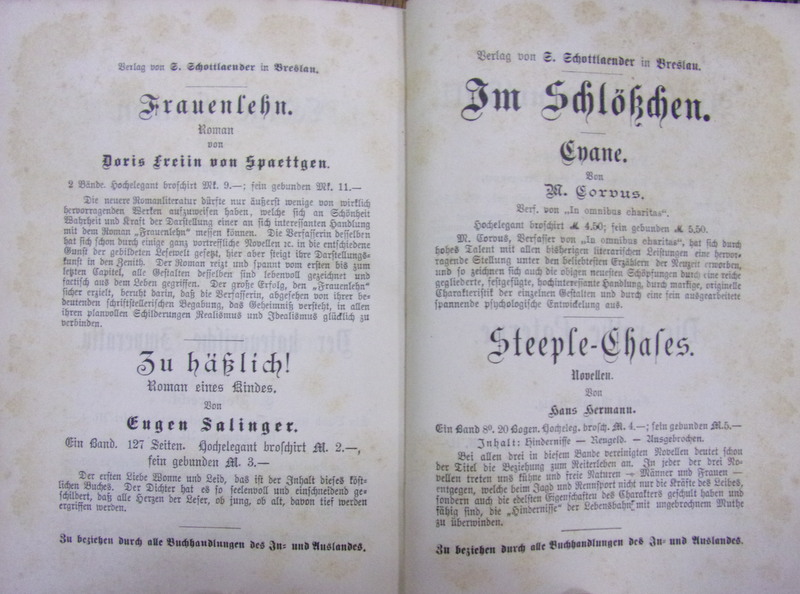 Verlag von S. Schottlaender in Breslau.
Frauenlehn.
Roman
von
Doris Freiin von Spaettgen.
2 Bände. Hochelegant broschirt Mk. 9.—; fein gebunden Mk. 11.—
Die neuere Romanliteratur dürfte nur äußerst wenige von wirklich
hervorragenden Werken aufzuweisen haben, welche sich an Schönheit
Wahrheit und Kraft der Darstellung einer an sich interessanten Handlung
mit dem Roman „Frauenlehn“ messen können. Die Verfasserin desselben
hat sich schon durch einige ganz vortreffliche Novellen ꝛc. in die entschiedene
Gunst der gebildeten Lesewelt gesetzt, hier aber steigt ihre Darstellungs-
kunst in den Zenith. Der Roman reizt und spannt vom ersten bis zum
letzten Capitel, alle Gestalten desselben sind lebenvoll gezeichnet und
factisch aus dem Leben gegriffen. Der große Erfolg, den „Frauenlehn“
sicher erzielt, beruht darin, daß die Verfasserin, abgesehen von ihrer be-
deutenden schriftstellerischen Begabung, das Geheimniß versteht, in allen
ihren planvollen Schilderungen Realismus und Idealismus glücklich zu
verbinden.
Zu häßlich!
Roman eines Kindes.
Von
Eugen Salinger.
Ein Band. 127 Seiten. Hochelegant broschirt M. 2.—,
fein gebunden M. 3.—
Der ersten Liebe Wonne und Leid, das ist der Inhalt dieses köst-
lichen Buches. Der Dichter hat es so seelenvoll und einschneidend ge-
schildert, daß alle Herzen der Leser, ob jung, ob alt, davon tief werden
ergriffen werden.
Zu beziehen durch alle Buchhandlungen des In- und Auslandes.
Verlag von S. Schottlaender in Breslau.
Im Schlößchen.
Cyane.
Von
M. Corvus.
Verf. von „In omnibus charitas“.
Hochelegant broschirt M 4.50; fein gebunden M 5.50.
M. Corvus, Verfasser von „In omnibus charitas“, hat sich durch
hohes Talent mit allen bisherigen literarischen Leistungen eine hervor-
ragende Stellung unter den beliebtesten Erzählern der Neuzeit erworben,
und so zeichnen sich auch die obigen neuesten Schöpfungen durch eine reiche
gegliederte, festgefügte, hochinteressante Handlung, durch markige, originelle
Charakteristik der einzelnen Gestalten und durch eine fein ausgearbeitete
spannende psychologische Entwickelung aus.
Steeple-Chases.
Novellen.
Von
Hans Hermann.
Ein Band 8º. 20 Bogen. Hocheleg. brosch. M. 4.—; fein gebunden M. 5.—
Inhalt: Hindernisse — Reugeld. — Ausgebrochen.
Bei allen drei in diesem Bande vereinigten Novellen deutet schon
der Titel die Beziehung zum Reiterleben an. In jeder der drei No-
vellen treten uns kühne und freie Naturen — Männer und Frauen —
entgegen, welche beim Jagd und Rennsport nicht nur die Kräfte des Leibes,
sondern auch die edelsten Eigenschaften des Charakters geschult haben und
fähig sind, die „Hindernisse“ der Lebensbahn mit ungebrochnem Muthe
zu überwinden.
Zu beziehen durch alle Buchhandlungen des In- und Auslandes.